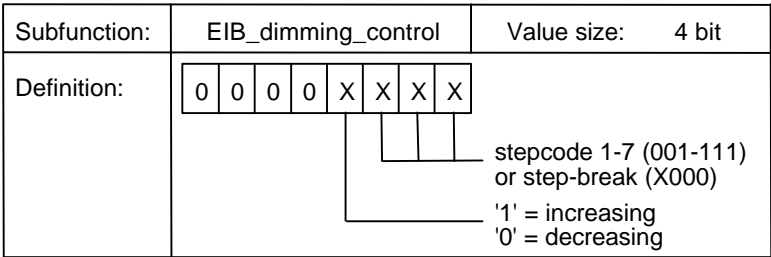 Subfunction: EIB_dimming_control Value size: 4 bit
Definition: 0 0 0 0 X X X X
stepcode 1-7 (001-111)
or step-break (X000)
'1' = increasing
'0' = decreasing